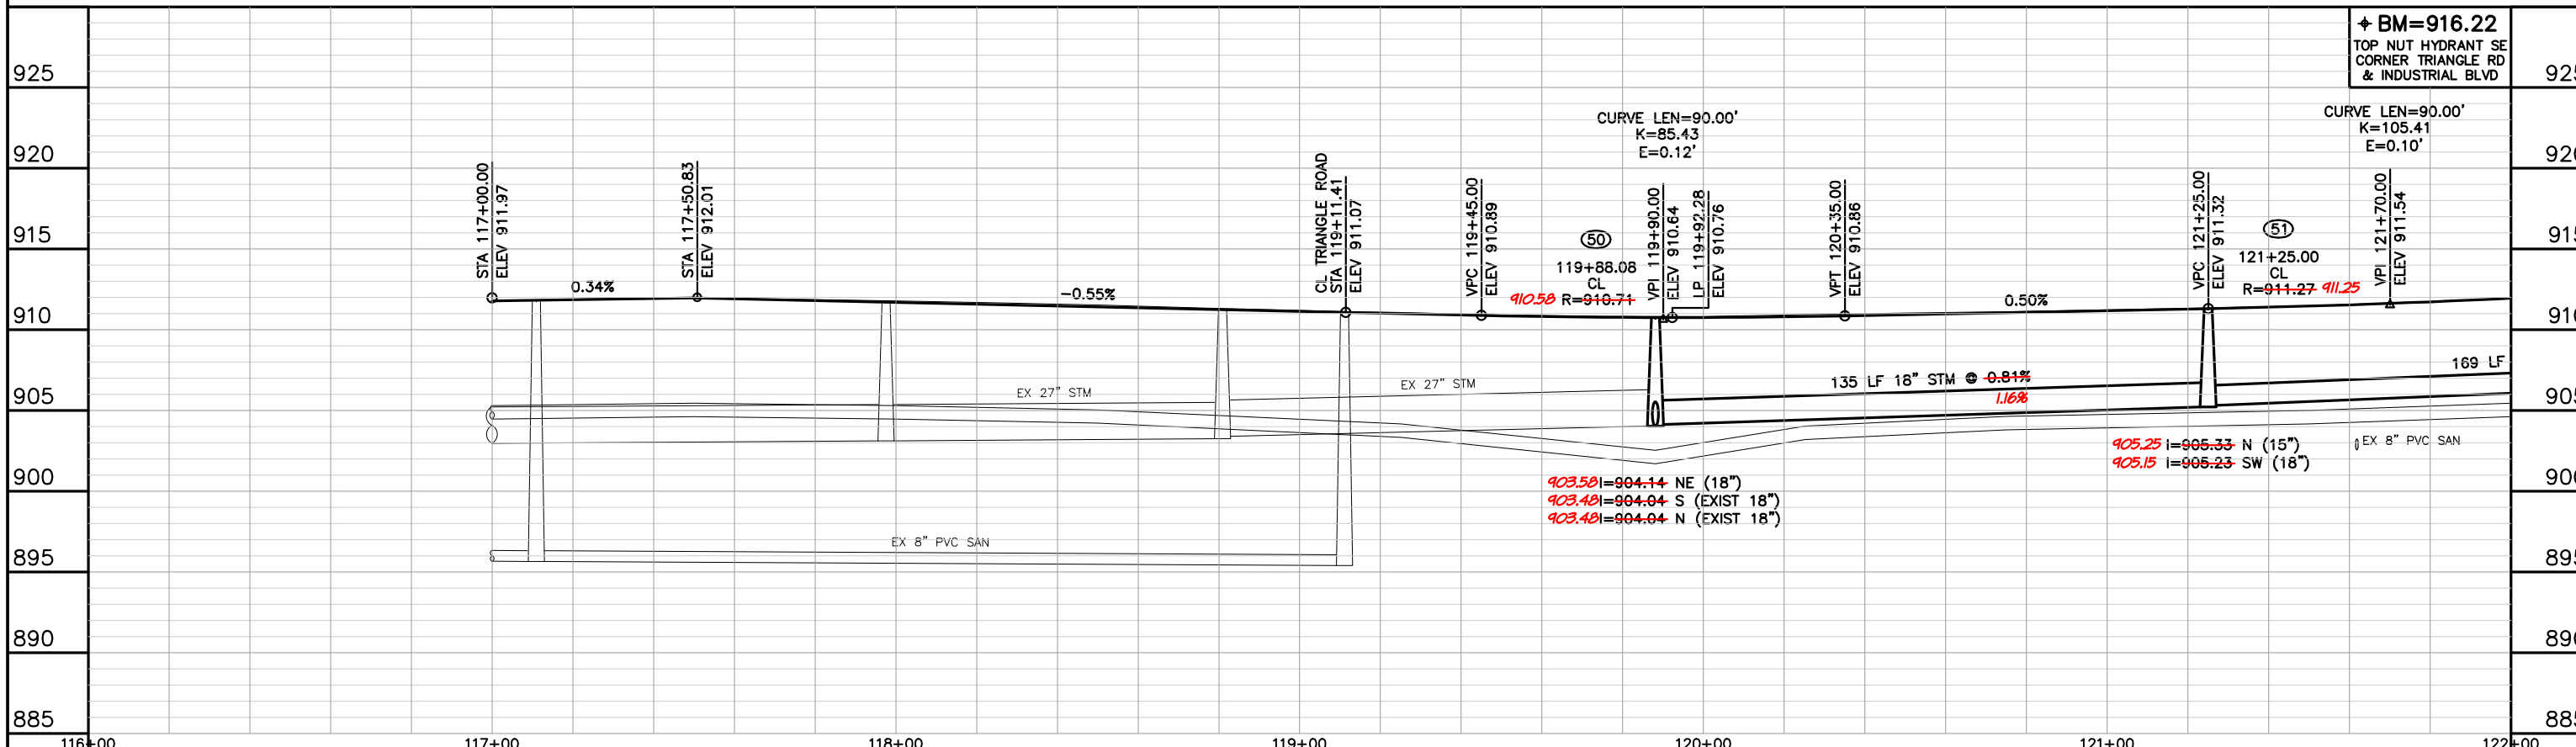 BM=916.22
TOP NUT HYDRANT SE
CORNER TRIANGLE RD
& INDUSTRIAL BLVD
925
920
915
910
905
900
895
890
885
STA 117+00.00
ELEV 911.97
0.34%
STA 117+50.83
ELEV 912.01
-0.55%
CL TRIANGLE ROAD
STA 119+11.41
ELEV 911.07
VPC 119+45.00
ELEV 910.89
CURVE LEN=90.00'
K=85.43
E=0.12'
50
119+88.08
CL
910.58 R=910.71
VPI 119+90.00
ELEV 910.64
LP 119+92.28
ELEV 910.76
VPT 120+35.00
ELEV 910.86
0.50%
VPC 121+25.00
ELEV 911.32
51
121+25.00
CL
R=911.27 911.25
CURVE LEN=90.00'
K=105.41
E=0.10'
VPI 121+70.00
ELEV 911.54
EX 27" STM
EX 27" STM
135 LF 18" STM @ 0.81%
1.16%
169 LF
905.25 I=905.33 N (15")
905.15 I=905.23 SW (18")
EX 8" PVC SAN
903.58 I=904.14 NE (18")
903.48 I=904.04 S (EXIST 18")
903.48 I=904.04 N (EXIST 18")
EX 8" PVC SAN
116+00
117+00
118+00
119+00
120+00
121+00
122+00